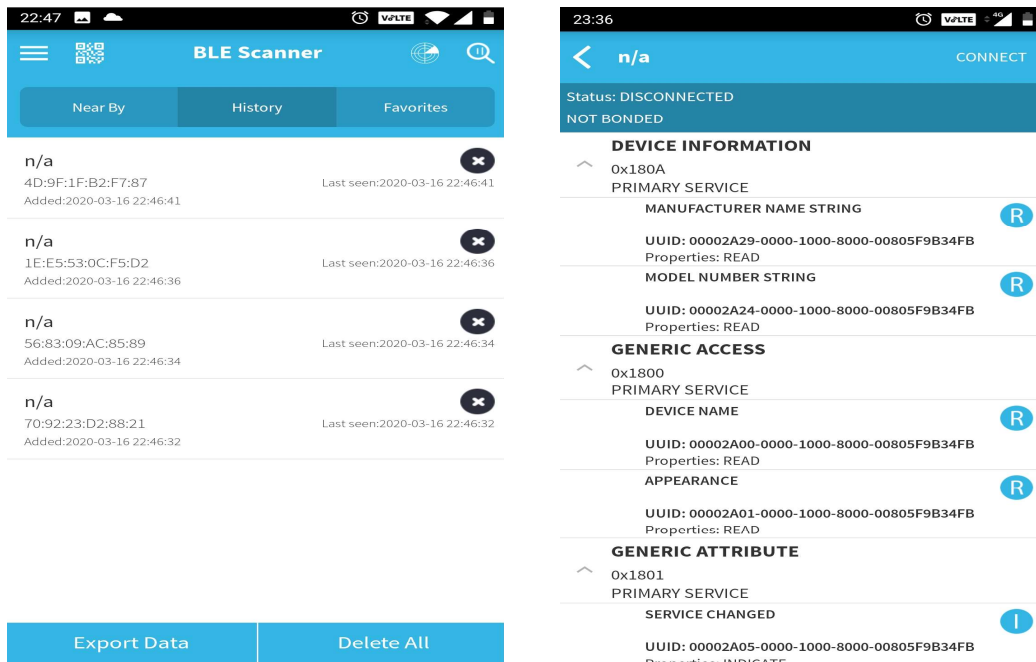 22:47
VoLTE
BLE Scanner
Near By
History
Favorites
n/a
4D:9F:1F:B2:F7:87
Last seen:2020-03-16 22:46:41
Added:2020-03-16 22:46:41
n/a
1E:E5:53:0C:F5:D2
Last seen:2020-03-16 22:46:36
Added:2020-03-16 22:46:36
n/a
56:83:09:AC:85:89
Last seen:2020-03-16 22:46:34
Added:2020-03-16 22:46:34
n/a
70:92:23:D2:88:21
Last seen:2020-03-16 22:46:32
Added:2020-03-16 22:46:32
Export Data
Delete All
23:36
VoLTE
4G
n/a
CONNECT
Status: DISCONNECTED
NOT BONDED
DEVICE INFORMATION
0x180A
PRIMARY SERVICE
MANUFACTURER NAME STRING
R
UUID: 00002A29-0000-1000-8000-00805F9B34FB
Properties: READ
MODEL NUMBER STRING
R
UUID: 00002A24-0000-1000-8000-00805F9B34FB
Properties: READ
GENERIC ACCESS
0x1800
PRIMARY SERVICE
DEVICE NAME
R
UUID: 00002A00-0000-1000-8000-00805F9B34FB
Properties: READ
APPEARANCE
R
UUID: 00002A01-0000-1000-8000-00805F9B34FB
Properties: READ
GENERIC ATTRIBUTE
0x1801
PRIMARY SERVICE
SERVICE CHANGED
I
UUID: 00002A05-0000-1000-8000-00805F9B34FB
Properties: INDICATE